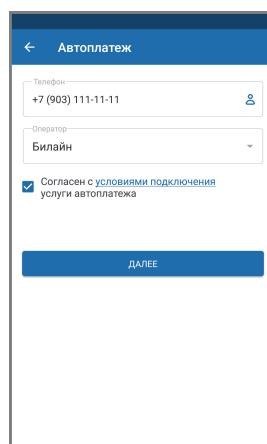 Автоплатеж
Телефон
+7 (903) 111-11-11
Оператор
Билайн
Согласен с условиями подключения
услуги автоплатежа
ДАЛЕЕ